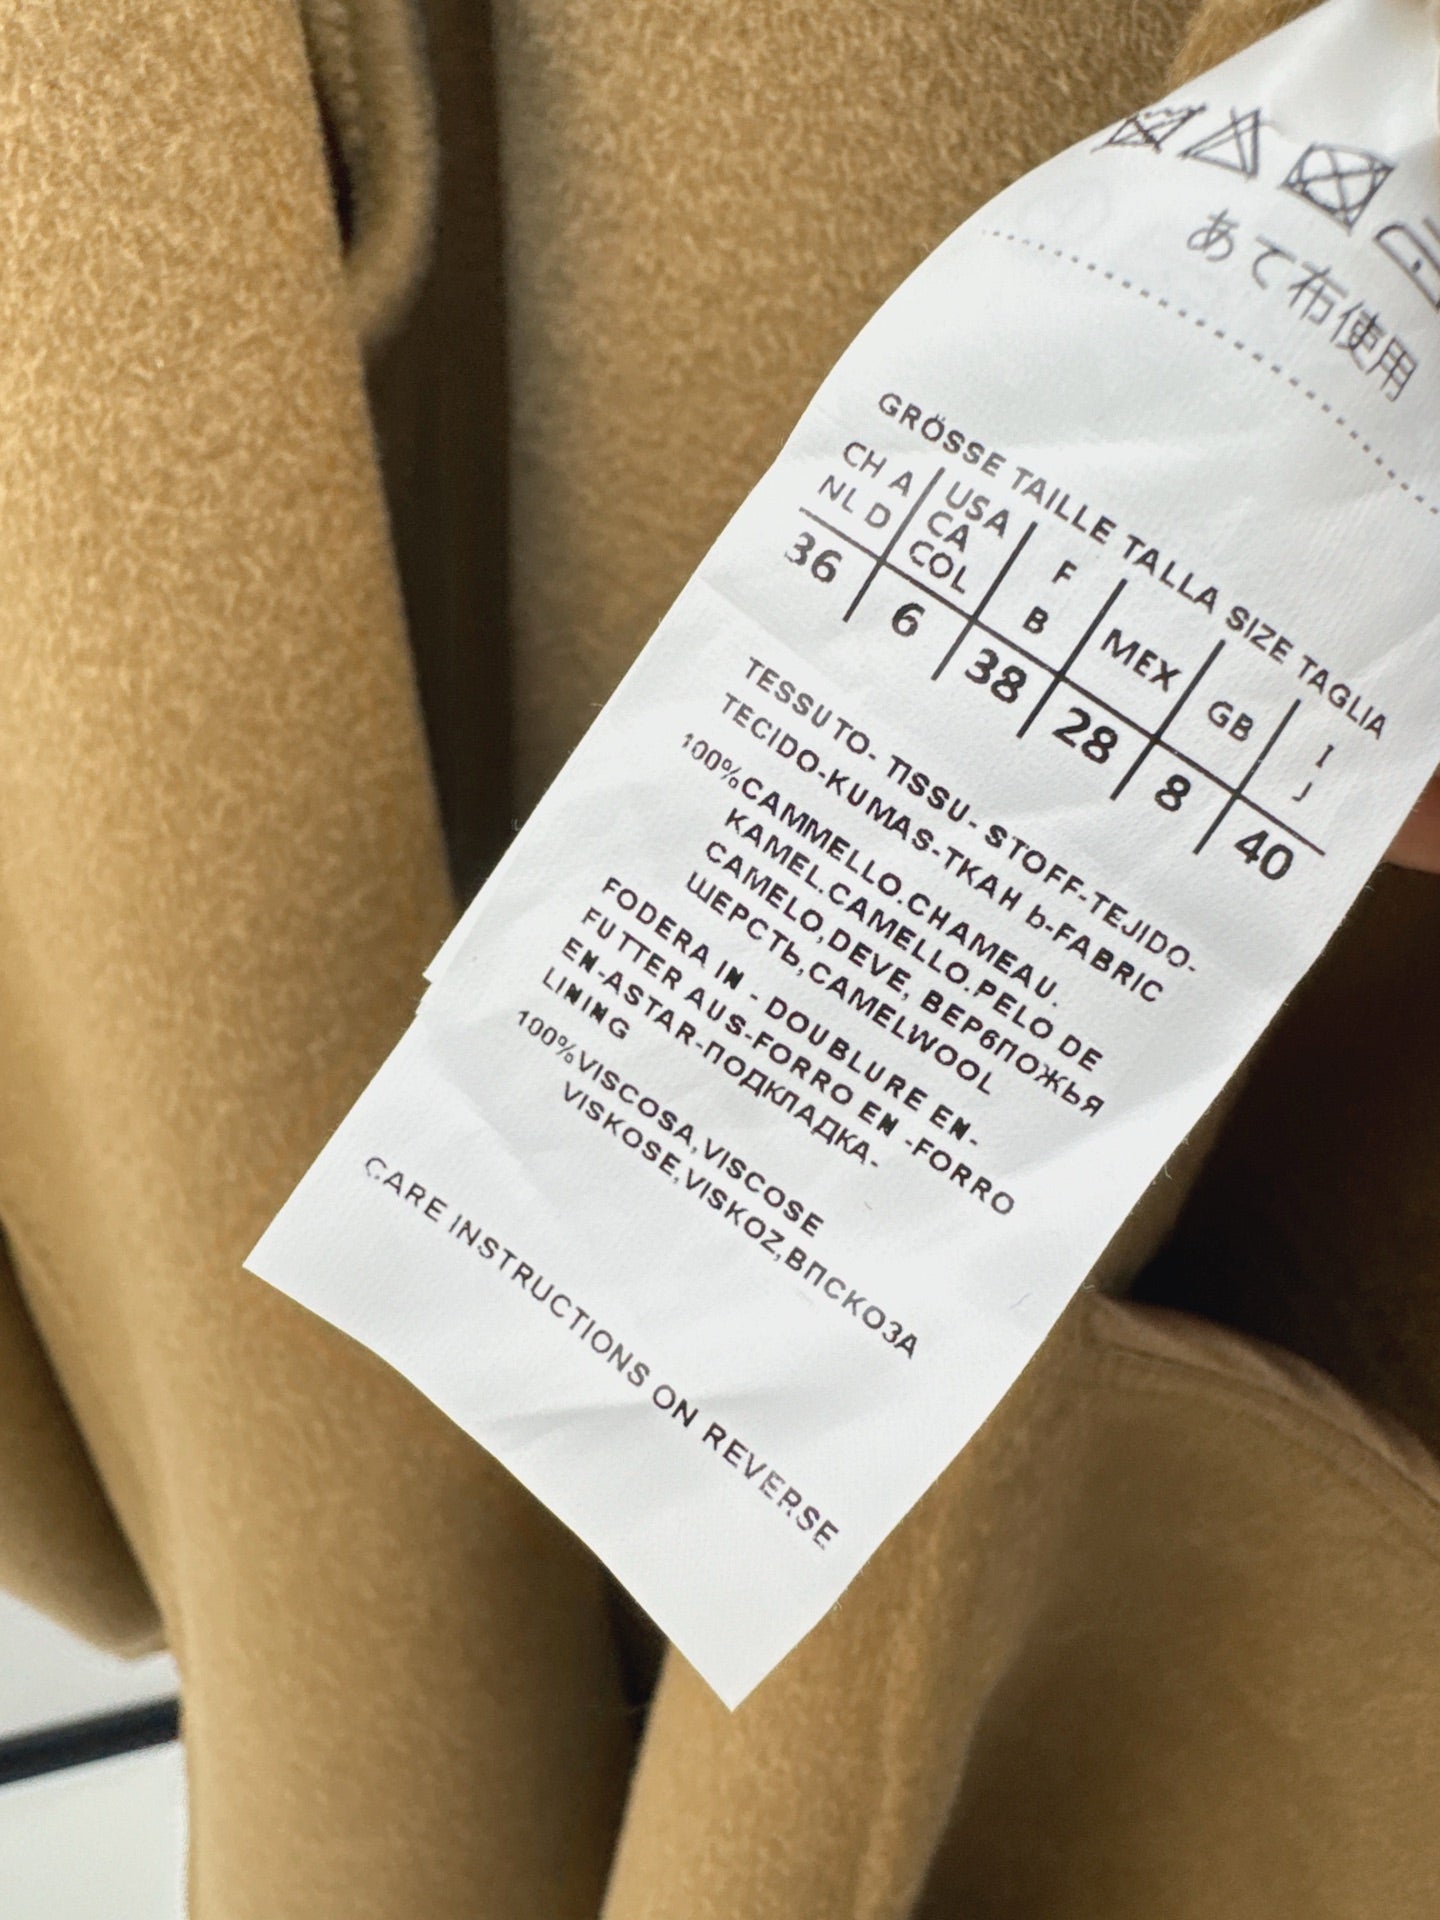 あて布使用
GRÖSSE TAILLE TALLA SIZE TAGLIA
CH A NL D | USA CA COL | F B | MEX | GB | I J
36 | 6 | 38 | 28 | 8 | 40
TESSUTO- TISSU- STOFF-TEJIDO-
TECIDO-KUMAS-TKAH b-FABRIC
100%CAMMELLO.CHAMEAU.
KAMEL.CAMELLO.PELO DE
CAMELO,DEVE, ВЕР6ПОЖЬЯ
ШЕРСТЬ,CAMELWOOL
FODERA IN - DOUBLURE EN-
FUTTER AUS-FORRO EN -FORRO
EN-ASTAR-ПОДКЛАДКА-
LINING
100%VISCOSA,VISCOSE
VISKOSE,VISKOZ,ВПСКОЗА
CARE INSTRUCTIONS ON REVERSE